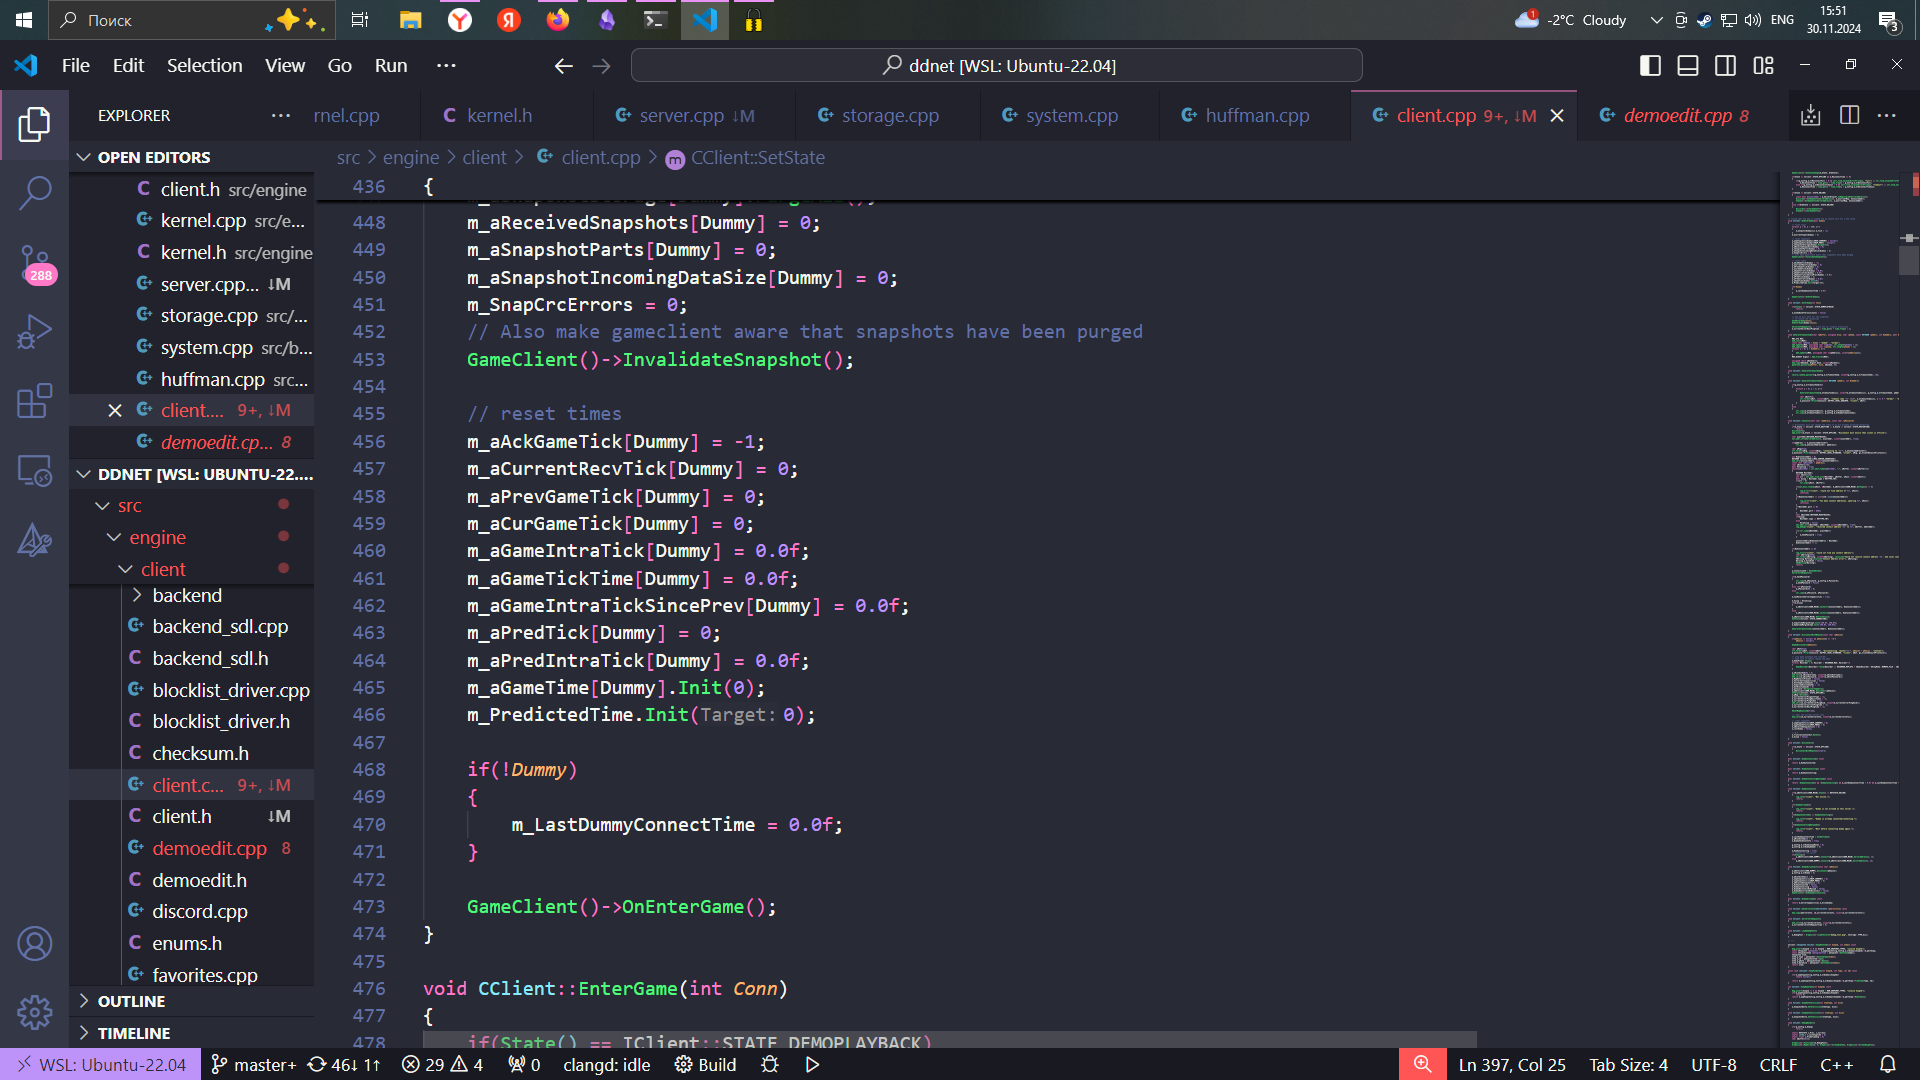 Поиск
-2°C Cloudy
1
ENG
15:51
30.11.2024
3
File Edit Selection View Go Run ···
ddnet [WSL: Ubuntu-22.04]
EXPLORER
rnel.cpp
kernel.h
server.cpp ↓M
storage.cpp
system.cpp
huffman.cpp
client.cpp 9+, ↓M
demoedit.cpp 8
src > engine > client > client.cpp > CClient::SetState
OPEN EDITORS
client.h src/engine
kernel.cpp src/e...
kernel.h src/engine
server.cpp... ↓M
storage.cpp src/...
system.cpp src/b...
huffman.cpp src...
client.... 9+, ↓M
demoedit.cp... 8
288
DDNET [WSL: UBUNTU-22....
src
engine
client
backend
backend_sdl.cpp
backend_sdl.h
blocklist_driver.cpp
blocklist_driver.h
checksum.h
client.c... 9+, ↓M
client.h ↓M
demoedit.cpp 8
demoedit.h
discord.cpp
enums.h
favorites.cpp
OUTLINE
TIMELINE
436 {
448 m_aReceivedSnapshots[Dummy] = 0;
449 m_aSnapshotParts[Dummy] = 0;
450 m_aSnapshotIncomingDataSize[Dummy] = 0;
451 m_SnapCrcErrors = 0;
452 // Also make gameclient aware that snapshots have been purged
453 GameClient()->InvalidateSnapshot();
454
455 // reset times
456 m_aAckGameTick[Dummy] = -1;
457 m_aCurrentRecvTick[Dummy] = 0;
458 m_aPrevGameTick[Dummy] = 0;
459 m_aCurGameTick[Dummy] = 0;
460 m_aGameIntraTick[Dummy] = 0.0f;
461 m_aGameTickTime[Dummy] = 0.0f;
462 m_aGameIntraTickSincePrev[Dummy] = 0.0f;
463 m_aPredTick[Dummy] = 0;
464 m_aPredIntraTick[Dummy] = 0.0f;
465 m_aGameTime[Dummy].Init(0);
466 m_PredictedTime.Init(Target: 0);
467
468 if(!Dummy)
469 {
470 m_LastDummyConnectTime = 0.0f;
471 }
472
473 GameClient()->OnEnterGame();
474 }
475
476 void CClient::EnterGame(int Conn)
477 {
478 if(State() == IClient::STATE_DEMOPLAYBACK)
WSL: Ubuntu-22.04
master+
46↓ 1↑
29
4
0
clangd: idle
Build
Ln 397, Col 25
Tab Size: 4
UTF-8
CRLF
C++